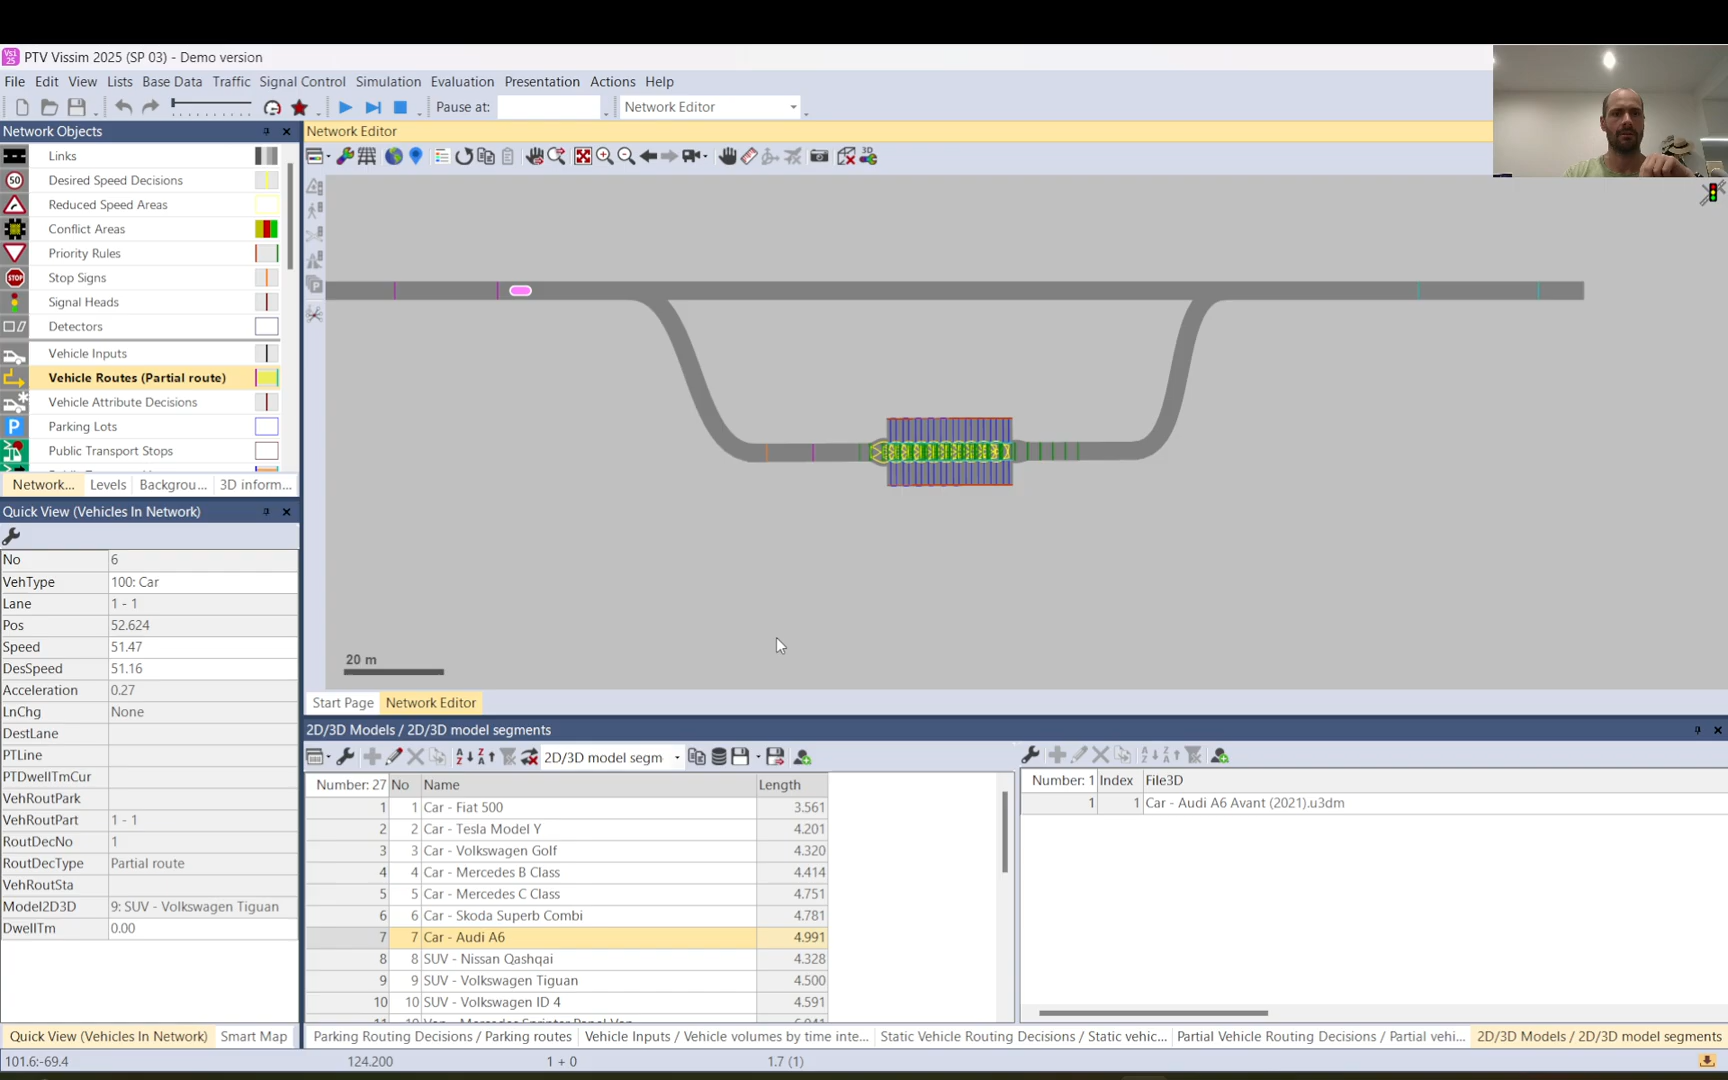 PTV Vissim 2025 (SP 03) - Demo version
File Edit View Lists Base Data Traffic Signal Control Simulation Evaluation Presentation Actions Help
Pause at: Network Editor
Network Objects
Links
Desired Speed Decisions
Reduced Speed Areas
Conflict Areas
Priority Rules
Stop Signs
Signal Heads
Detectors
Vehicle Inputs
Vehicle Routes (Partial route)
Vehicle Attribute Decisions
Parking Lots
Public Transport Stops
Network... Levels Backgrou... 3D inform...
Quick View (Vehicles In Network)
No 6
VehType 100: Car
Lane 1 - 1
Pos 52.624
Speed 51.47
DesSpeed 51.16
Acceleration 0.27
LnChg None
DestLane
PTLine
PTDwellTmCur
VehRoutPark
VehRoutPart 1 - 1
RoutDecNo 1
RoutDecType Partial route
VehRoutSta
Model2D3D 9: SUV - Volkswagen Tiguan
DwellTm 0.00
Quick View (Vehicles In Network) Smart Map
Network Editor
20 m
Start Page Network Editor
2D/3D Models / 2D/3D model segments
2D/3D model segm
Number: 27 No Name Length
1 1 Car - Fiat 500 3.561
2 2 Car - Tesla Model Y 4.201
3 3 Car - Volkswagen Golf 4.320
4 4 Car - Mercedes B Class 4.414
5 5 Car - Mercedes C Class 4.751
6 6 Car - Skoda Superb Combi 4.781
7 7 Car - Audi A6 4.991
8 8 SUV - Nissan Qashqai 4.328
9 9 SUV - Volkswagen Tiguan 4.500
10 10 SUV - Volkswagen ID 4 4.591
Number: 1 Index File3D
1 1 Car - Audi A6 Avant (2021).u3dm
Parking Routing Decisions / Parking routes Vehicle Inputs / Vehicle volumes by time inte... Static Vehicle Routing Decisions / Static vehic... Partial Vehicle Routing Decisions / Partial vehi... 2D/3D Models / 2D/3D model segments
101.6:-69.4 124.200 1 + 0 1.7 (1)